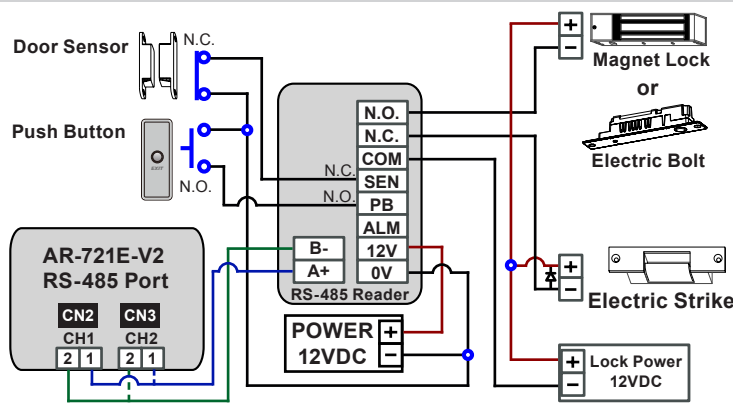 Door Sensor
N.C.
Push Button
EXIT
N.O.
N.O.
N.C.
COM
N.C.
SEN
N.O.
PB
ALM
12V
0V
B-
A+
RS-485 Reader
AR-721E-V2
RS-485 Port
CN2 CN3
CH1 CH2
2 1 2 1
POWER +
12VDC -
+
-
Magnet Lock
or
Electric Bolt
+
-
Electric Strike
+ Lock Power
- 12VDC